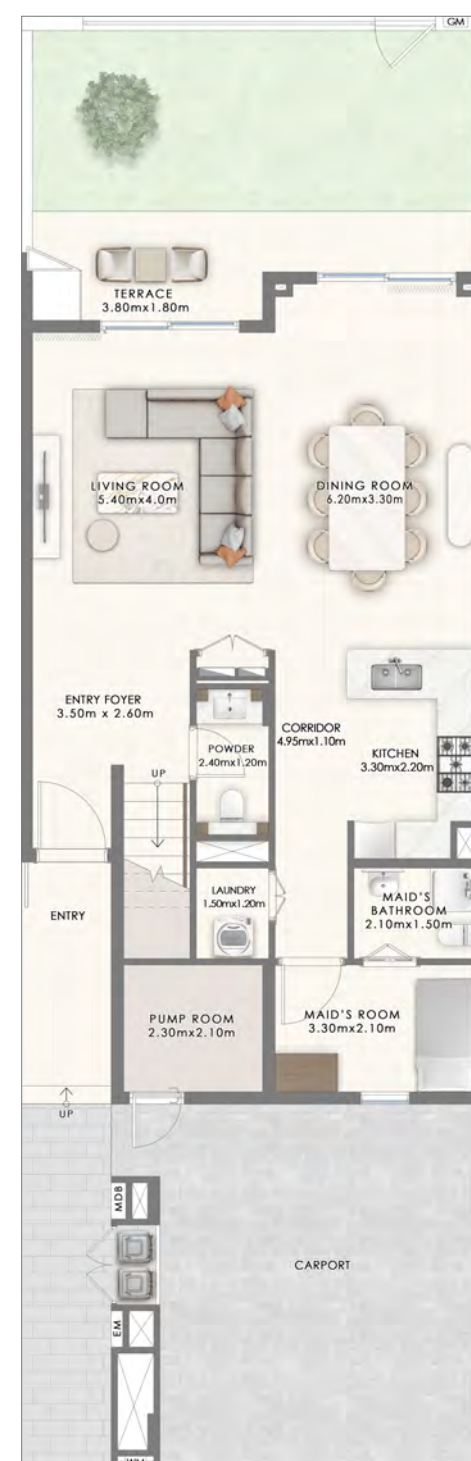 GM
TERRACE
3.80mx1.80m
LIVING ROOM
5.40mx4.0m
DINING ROOM
6.20mx3.30m
ENTRY FOYER
3.50m x 2.60m
POWDER
2.40mx1.20m
CORRIDOR
4.95mx1.10m
KITCHEN
3.30mx2.20m
UP
LAUNDRY
1.50mx1.20m
MAID'S
BATHROOM
2.10mx1.50m
ENTRY
PUMP ROOM
2.30mx2.10m
MAID'S ROOM
3.30mx2.10m
UP
MDB
CARPORT
EM